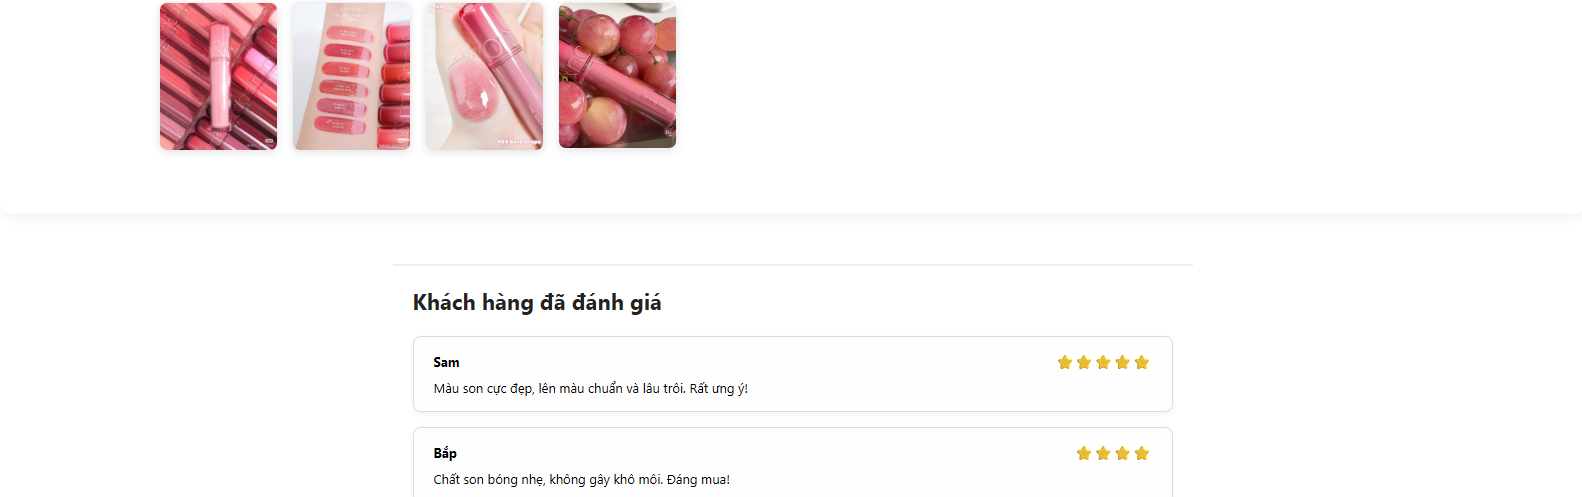 Khách hàng đã đánh giá
Sam
Màu son cực đẹp, lên màu chuẩn và lâu trôi. Rất ưng ý!
Bắp
Chất son bóng nhẹ, không gây khô môi. Đáng mua!